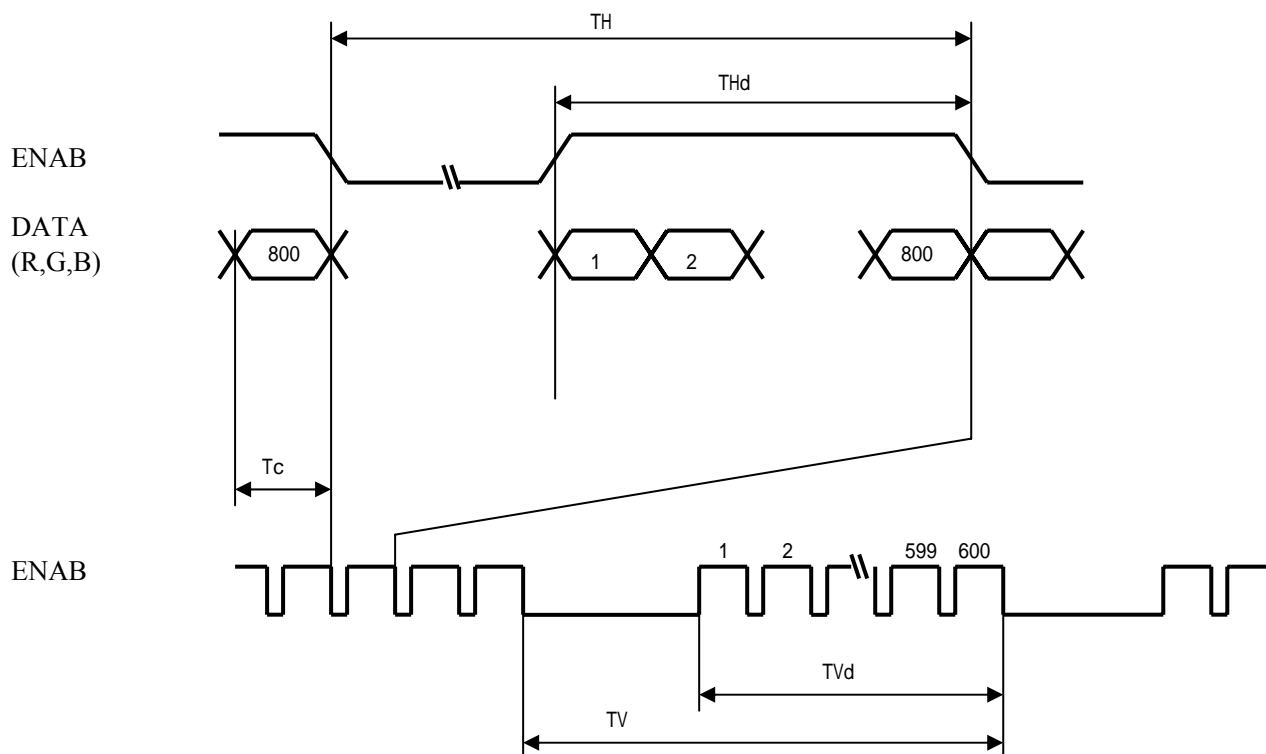 TH
THd
ENAB
DATA
(R,G,B)
800
1
2
800
Tc
ENAB
1
2
599
600
TVd
TV